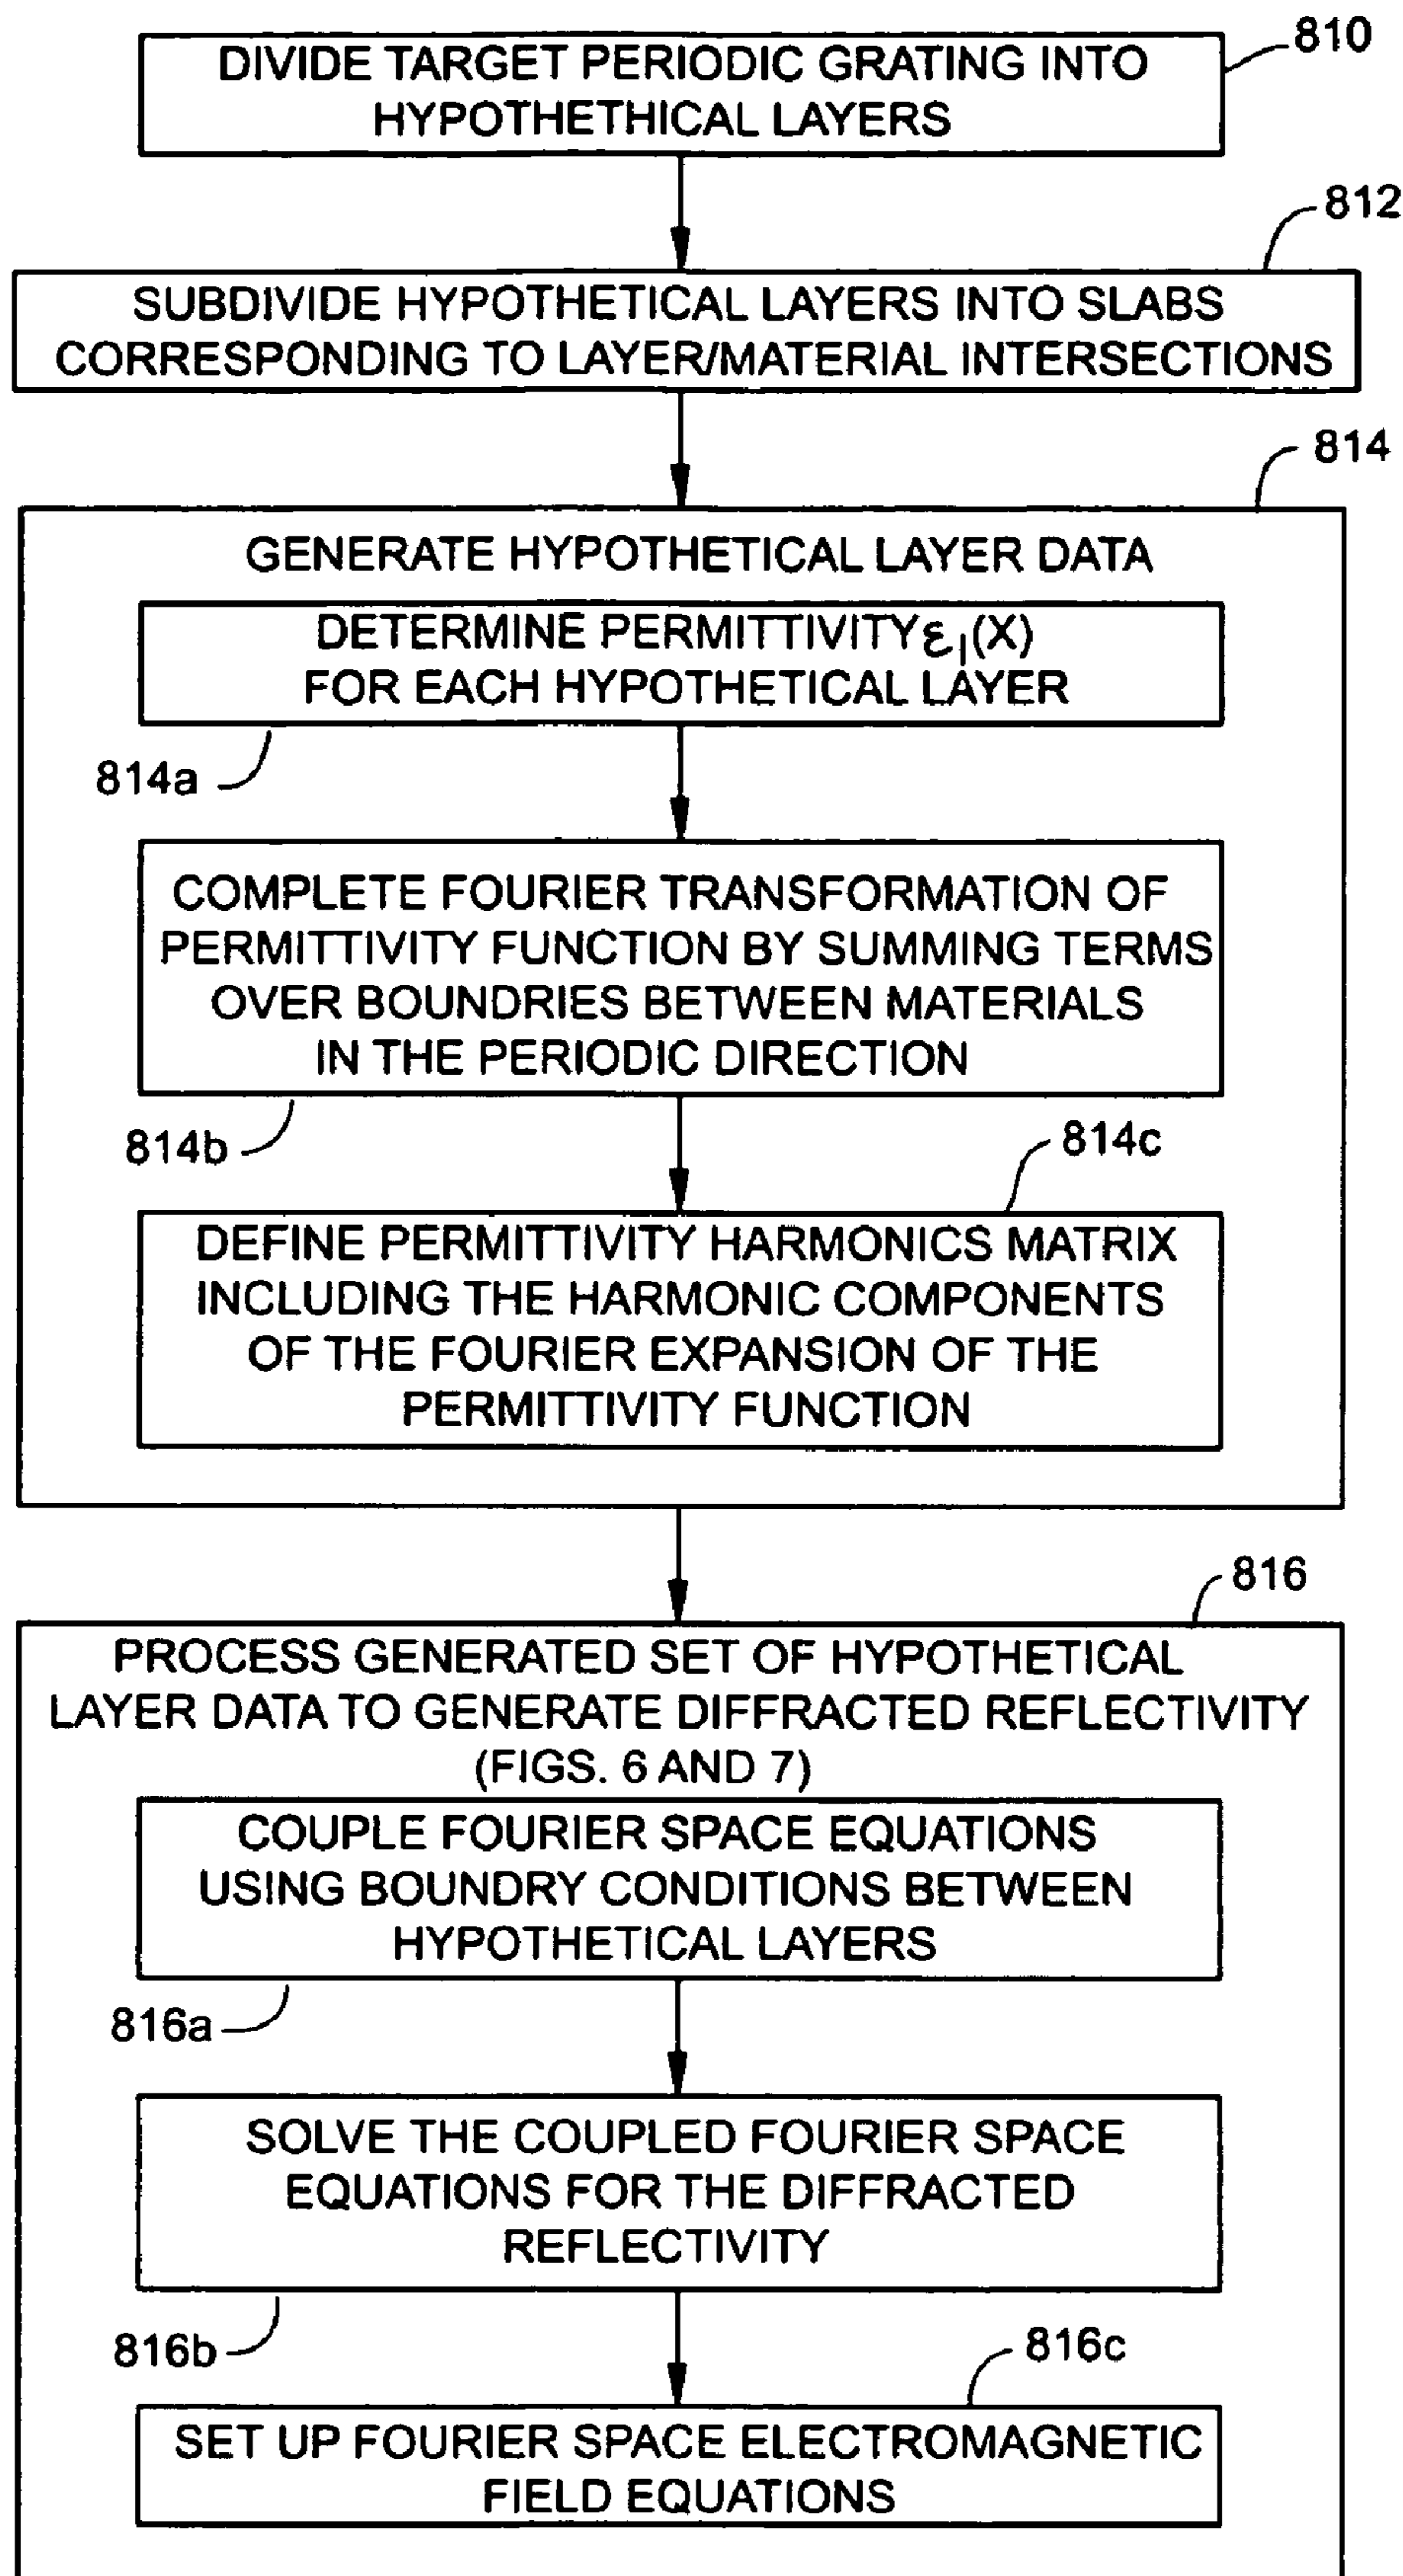 810
DIVIDE TARGET PERIODIC GRATING INTO
HYPOTHETHICAL LAYERS
812
SUBDIVIDE HYPOTHETICAL LAYERS INTO SLABS
CORRESPONDING TO LAYER/MATERIAL INTERSECTIONS
814
GENERATE HYPOTHETICAL LAYER DATA
DETERMINE PERMITTIVITY ε_l(X)
FOR EACH HYPOTHETICAL LAYER
814a
COMPLETE FOURIER TRANSFORMATION OF
PERMITTIVITY FUNCTION BY SUMMING TERMS
OVER BOUNDRIES BETWEEN MATERIALS
IN THE PERIODIC DIRECTION
814b
814c
DEFINE PERMITTIVITY HARMONICS MATRIX
INCLUDING THE HARMONIC COMPONENTS
OF THE FOURIER EXPANSION OF THE
PERMITTIVITY FUNCTION
816
PROCESS GENERATED SET OF HYPOTHETICAL
LAYER DATA TO GENERATE DIFFRACTED REFLECTIVITY
(FIGS. 6 AND 7)
COUPLE FOURIER SPACE EQUATIONS
USING BOUNDRY CONDITIONS BETWEEN
HYPOTHETICAL LAYERS
816a
SOLVE THE COUPLED FOURIER SPACE
EQUATIONS FOR THE DIFFRACTED
REFLECTIVITY
816b
816c
SET UP FOURIER SPACE ELECTROMAGNETIC
FIELD EQUATIONS